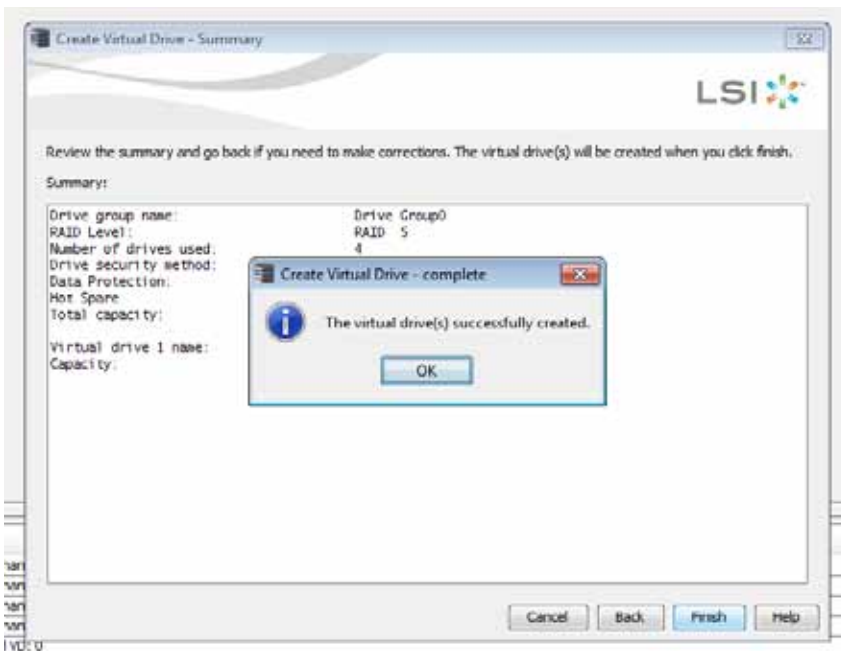 Create Virtual Drive - Summary
LSI
Review the summary and go back if you need to make corrections. The virtual drive(s) will be created when you click finish.
Summary:
Drive group name: Drive Group0
RAID Level: RAID 5
Number of drives used: 4
Drive security method:
Data Protection:
Hot Spare
Total capacity:
Virtual drive 1 name:
Capacity:
Create Virtual Drive - complete
The virtual drive(s) successfully created.
OK
Cancel Back Finish Help
VD: 0